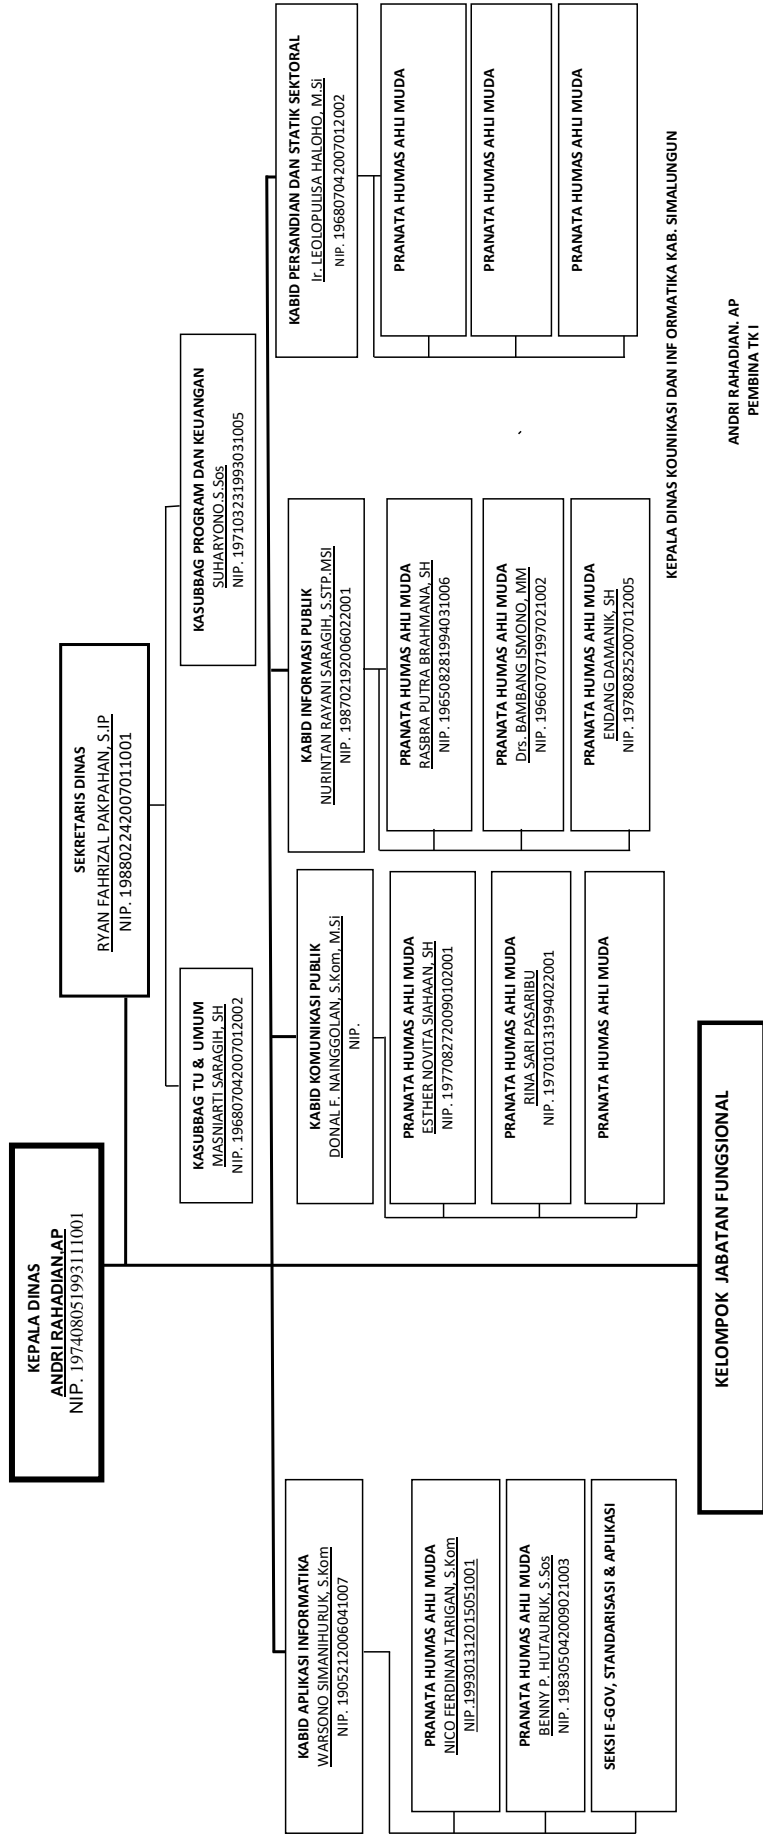 KEPALA DINAS
ANDRI RAHADIAN,AP
NIP. 197408051993111001
SEKRETARIS DINAS
RYAN FAHRIZAL PAKPAHAN, S.IP
NIP. 198802242007011001
KASUBBAG TU & UMUM
MASNIARTI SARAGIH, SH
NIP. 196807042007012002
KASUBBAG PROGRAM DAN KEUANGAN
SUHARYONO.S.Sos
NIP. 197103231993031005
KABID APLIKASI INFORMATIKA
WARSONO SIMANIHURUK, S.Kom
NIP. 1905212006041007
PRANATA HUMAS AHLI MUDA
NICO FERDINAN TARIGAN, S.Kom
NIP.199301312015051001
PRANATA HUMAS AHLI MUDA
BENNY P. HUTAURUK, S.Sos
NIP. 198305042009021003
SEKSI E-GOV, STANDARISASI & APLIKASI
KABID KOMUNIKASI PUBLIK
DONAL F. NAINGGOLAN, S.Kom, M.Si
NIP.
PRANATA HUMAS AHLI MUDA
ESTHER NOVITA SIAHAAN, SH
NIP. 1977082720090102001
PRANATA HUMAS AHLI MUDA
RINA SARI PASARIBU
NIP. 197010131994022001
PRANATA HUMAS AHLI MUDA
KABID INFORMASI PUBLIK
NURINTAN RAYANI SARAGIH, S.STP.MSI
NIP. 198702192006022001
PRANATA HUMAS AHLI MUDA
RASBRA PUTRA BRAHMANA, SH
NIP. 196508281994031006
PRANATA HUMAS AHLI MUDA
Drs. BAMBANG ISMONO, MM
NIP. 196607071997021002
PRANATA HUMAS AHLI MUDA
ENDANG DAMANIK, SH
NIP. 197808252007012005
KABID PERSANDIAN DAN STATIK SEKTORAL
Ir. LEOLOPULISA HALOHO, M.Si
NIP. 196807042007012002
PRANATA HUMAS AHLI MUDA
PRANATA HUMAS AHLI MUDA
PRANATA HUMAS AHLI MUDA
KELOMPOK JABATAN FUNGSIONAL
KEPALA DINAS KOUNIKASI DAN INF ORMATIKA KAB. SIMALUNGUN
ANDRI RAHADIAN. AP
PEMBINA TK I